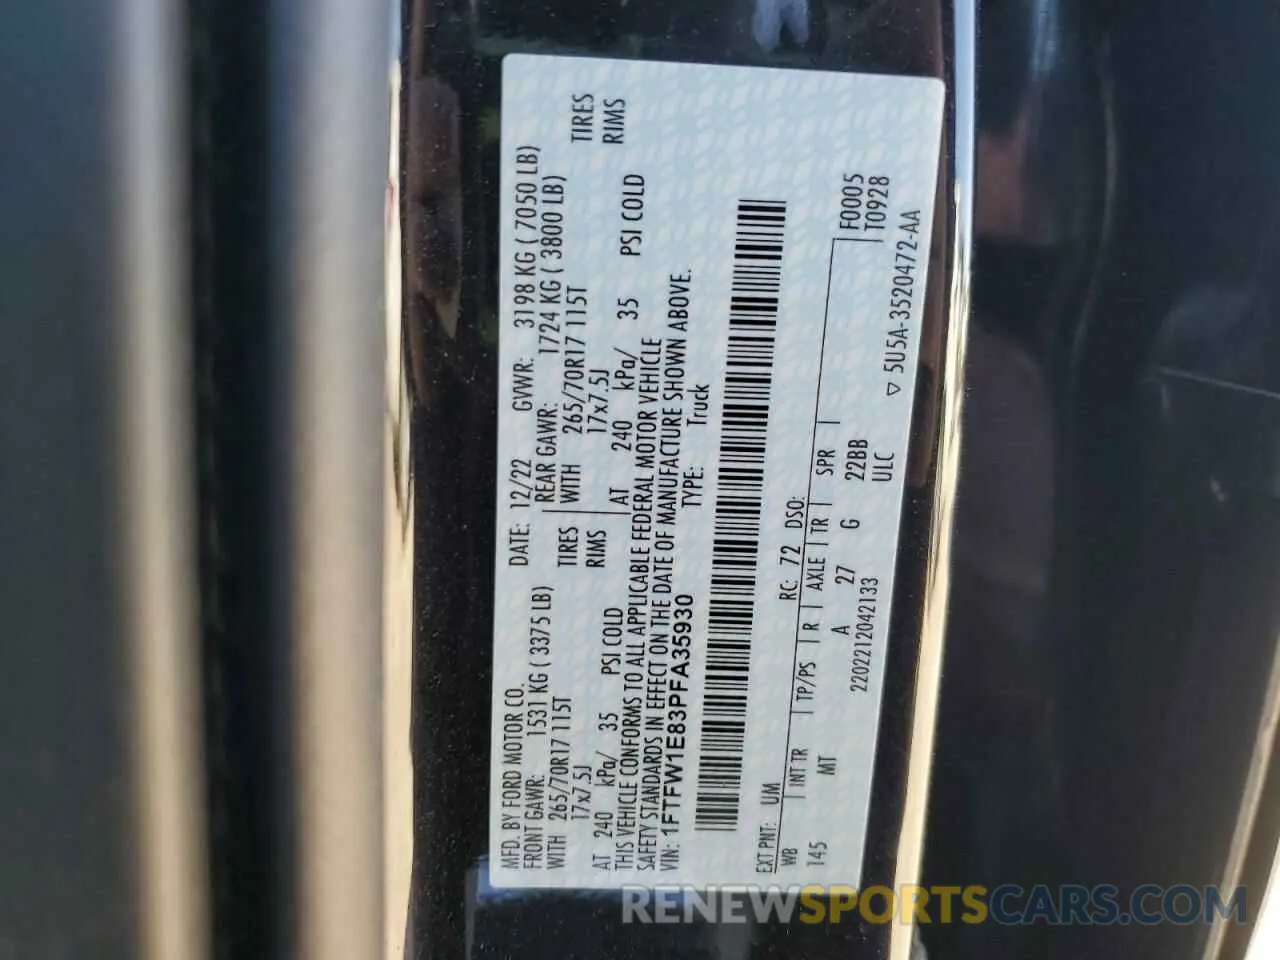 MFD. BY FORD MOTOR CO.
DATE: 12/22 GVWR: 3198 KG ( 7050 LB)
FRONT GAWR: 1531 KG ( 3375 LB)
REAR GAWR: 1724 KG ( 3800 LB)
WITH 265/70R17 115T TIRES
WITH 265/70R17 115T TIRES
17x7.5J RIMS
17x7.5J RIMS
AT 240 kPa/ 35 PSI COLD
AT 240 kPa/ 35 PSI COLD
THIS VEHICLE CONFORMS TO ALL APPLICABLE FEDERAL MOTOR VEHICLE
SAFETY STANDARDS IN EFFECT ON THE DATE OF MANUFACTURE SHOWN ABOVE.
VIN: 1FTFW1E83PFA35930 TYPE: Truck
EXT PNT: UM RC: 72 DSO:
WB INT TR TP/PS R AXLE TR SPR F0005
145 MT A 27 G 22BB T0928
2202212042133 ULC
▽ 5U5A-3520472-AA
RENEWSPORTSCARS.COM